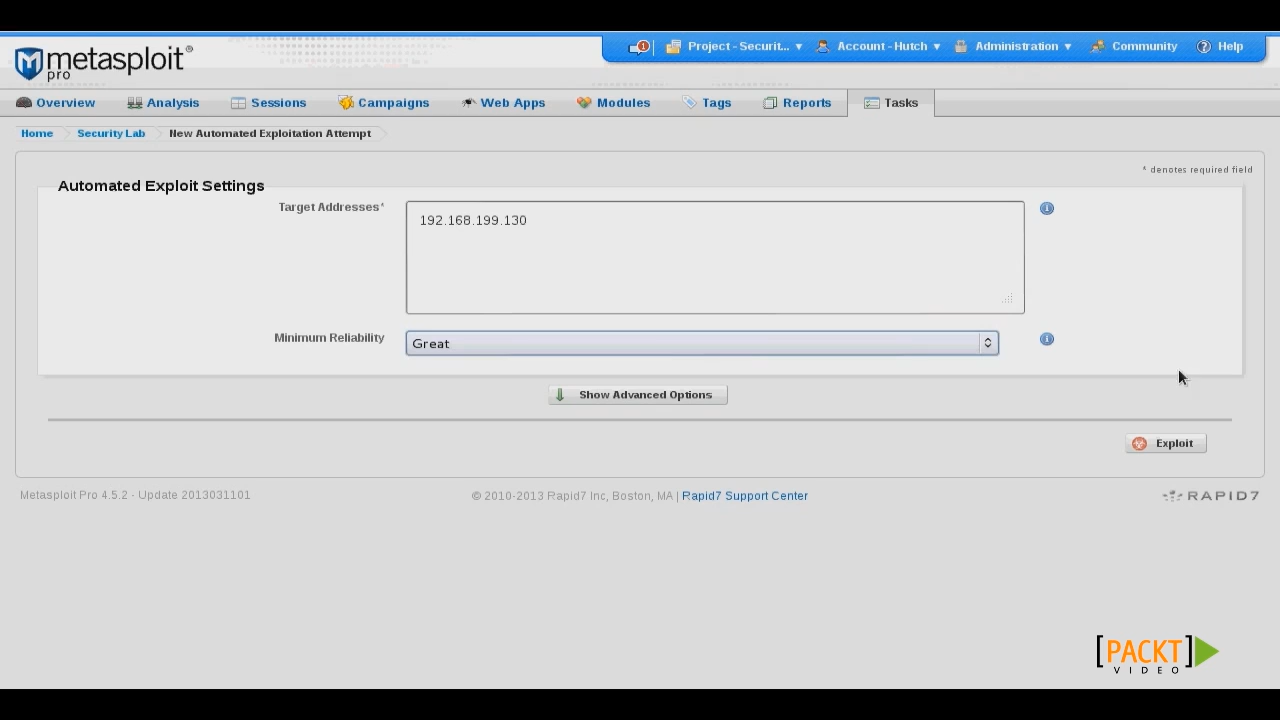 metasploit®
pro
1
Project - Securit... ▼
Account - Hutch ▼
Administration ▼
Community
Help
Overview
Analysis
Sessions
Campaigns
Web Apps
Modules
Tags
Reports
Tasks
Home
Security Lab
New Automated Exploitation Attempt
* denotes required field
Automated Exploit Settings
Target Addresses*
192.168.199.130
Minimum Reliability
Great
Show Advanced Options
Exploit
Metasploit Pro 4.5.2 - Update 2013031101
© 2010-2013 Rapid7 Inc, Boston, MA | Rapid7 Support Center
RAPID7
[PACKT]
VIDEO